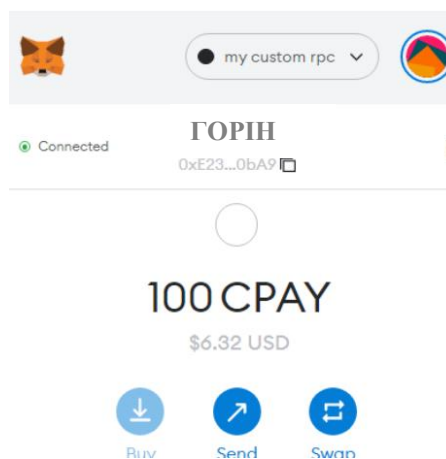 my custom rpc
Connected
ГОРІН
0xE23...0bA9
100 CPAY
$6.32 USD
Buy
Send
Swap